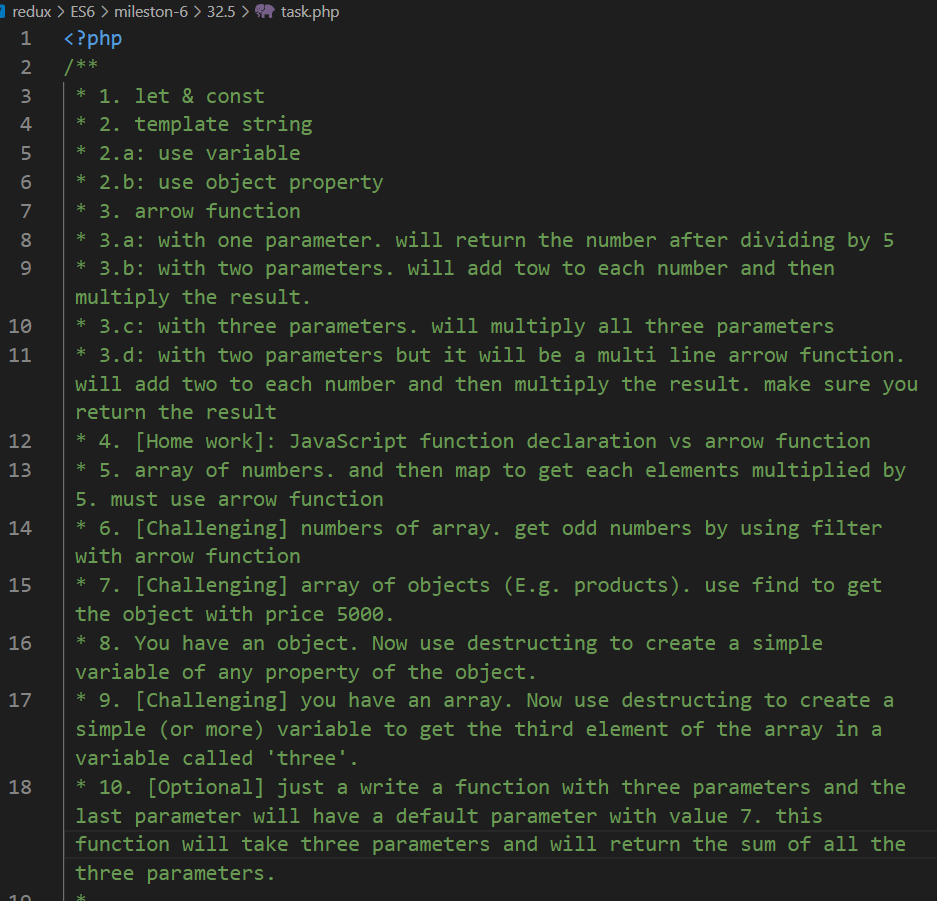 redux > ES6 > mileston-6 > 32.5 > task.php
1 <?php
2 /**
3 * 1. let & const
4 * 2. template string
5 * 2.a: use variable
6 * 2.b: use object property
7 * 3. arrow function
8 * 3.a: with one parameter. will return the number after dividing by 5
9 * 3.b: with two parameters. will add tow to each number and then
multiply the result.
10 * 3.c: with three parameters. will multiply all three parameters
11 * 3.d: with two parameters but it will be a multi line arrow function.
will add two to each number and then multiply the result. make sure you
return the result
12 * 4. [Home work]: JavaScript function declaration vs arrow function
13 * 5. array of numbers. and then map to get each elements multiplied by
5. must use arrow function
14 * 6. [Challenging] numbers of array. get odd numbers by using filter
with arrow function
15 * 7. [Challenging] array of objects (E.g. products). use find to get
the object with price 5000.
16 * 8. You have an object. Now use destructing to create a simple
variable of any property of the object.
17 * 9. [Challenging] you have an array. Now use destructing to create a
simple (or more) variable to get the third element of the array in a
variable called 'three'.
18 * 10. [Optional] just a write a function with three parameters and the
last parameter will have a default parameter with value 7. this
function will take three parameters and will return the sum of all the
three parameters.
19 *